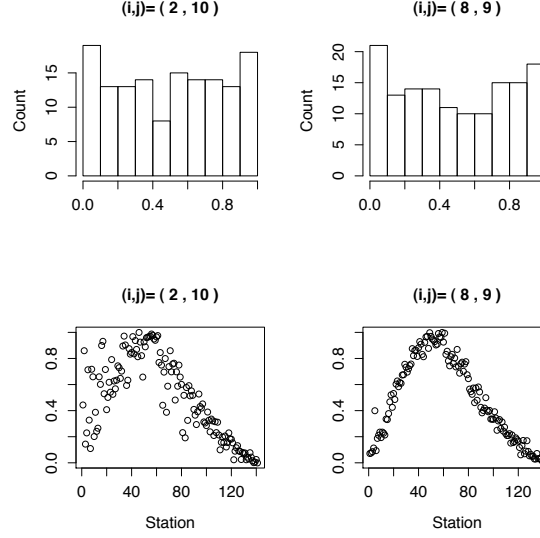 (i,j)= ( 2 , 10 )
Count
0 5 10 15
0.0 0.4 0.8
(i,j)= ( 8 , 9 )
Count
0 5 10 15 20
0.0 0.4 0.8
(i,j)= ( 2 , 10 )
0.0 0.4 0.8
0 40 80 120
Station
(i,j)= ( 8 , 9 )
0.0 0.4 0.8
0 40 80 120
Station